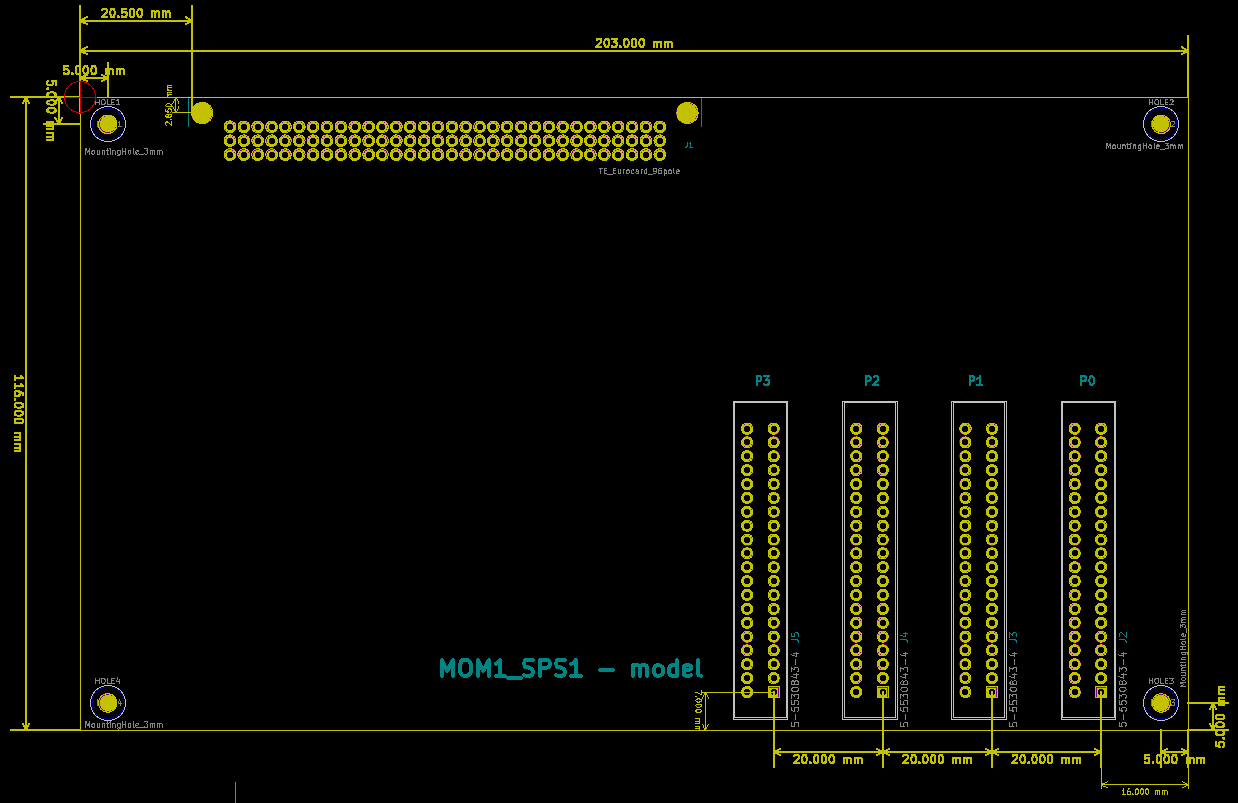 20.500 mm
203.000 mm
5.000 mm
5.000 mm
2.850 mm
HOLE1
HOLE2
MountingHole_3mm
J1
MountingHole_3mm
TE_Eurocard_96pole
116.000 mm
P3
P2
P1
P0
J5
J4
J3
J2
5-5530843-4
5-5530843-4
5-5530843-4
5-5530843-4
MountingHole_3mm
MOM1_SPS1 - model
HOLE4
HOLE3
7.000 mm
MountingHole_3mm
5.000 mm
20.000 mm
20.000 mm
20.000 mm
5.000 mm
16.000 mm